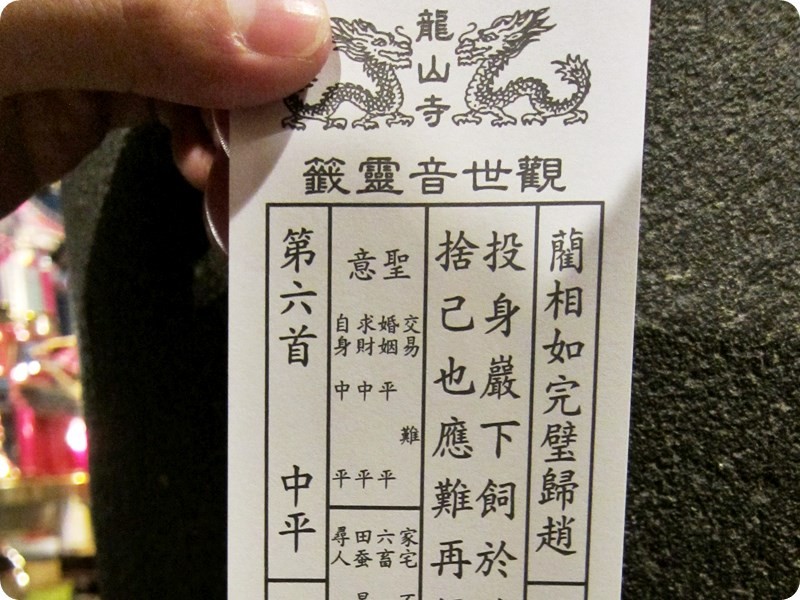 龍山寺
觀世音靈籤
藺相如完璧歸趙
投身巖下飼於
捨己也應難再
聖意
交易 難
婚姻 平平
求財 中平
自身 中平
家宅
六畜
田蚕
尋人
第六首 中平